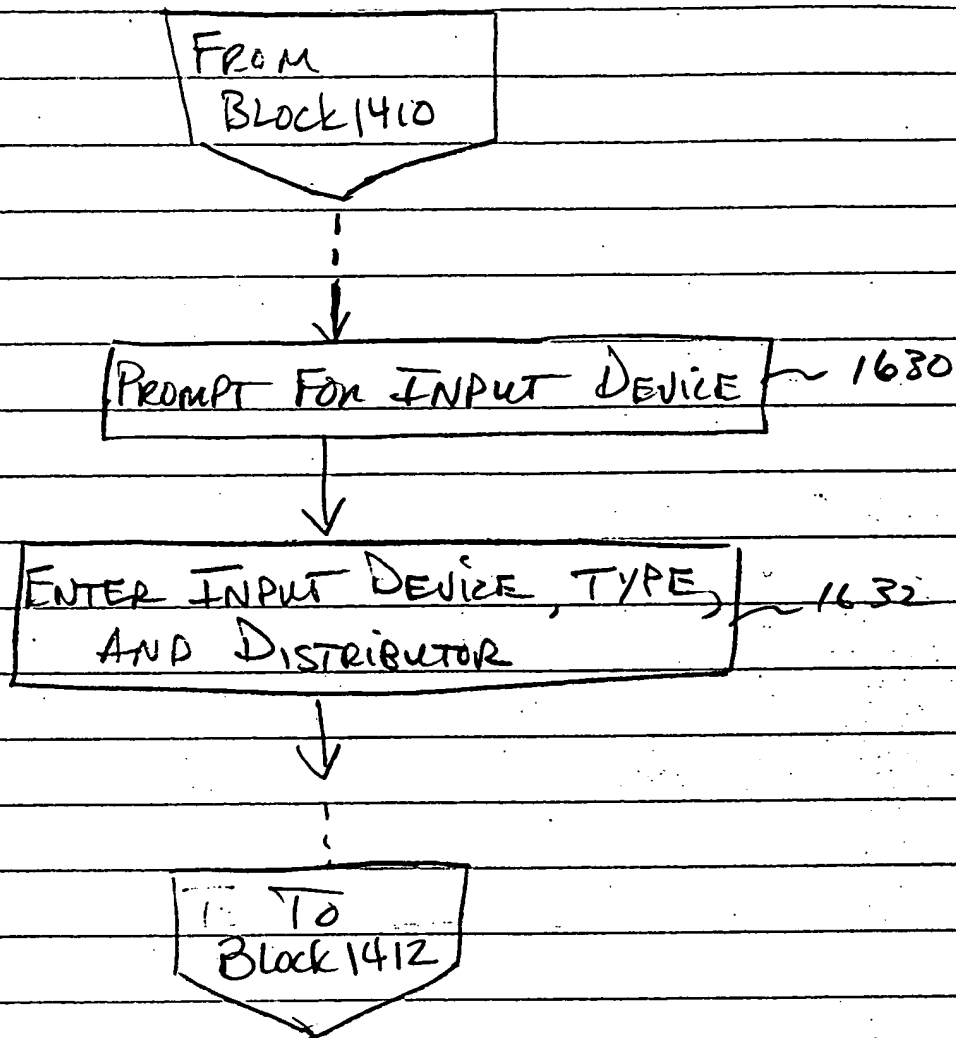 FROM
BLOCK 1410
PROMPT FOR INPUT DEVICE
1630
ENTER INPUT DEVICE, TYPE,
AND DISTRIBUTOR
1632
TO
BLOCK 1412